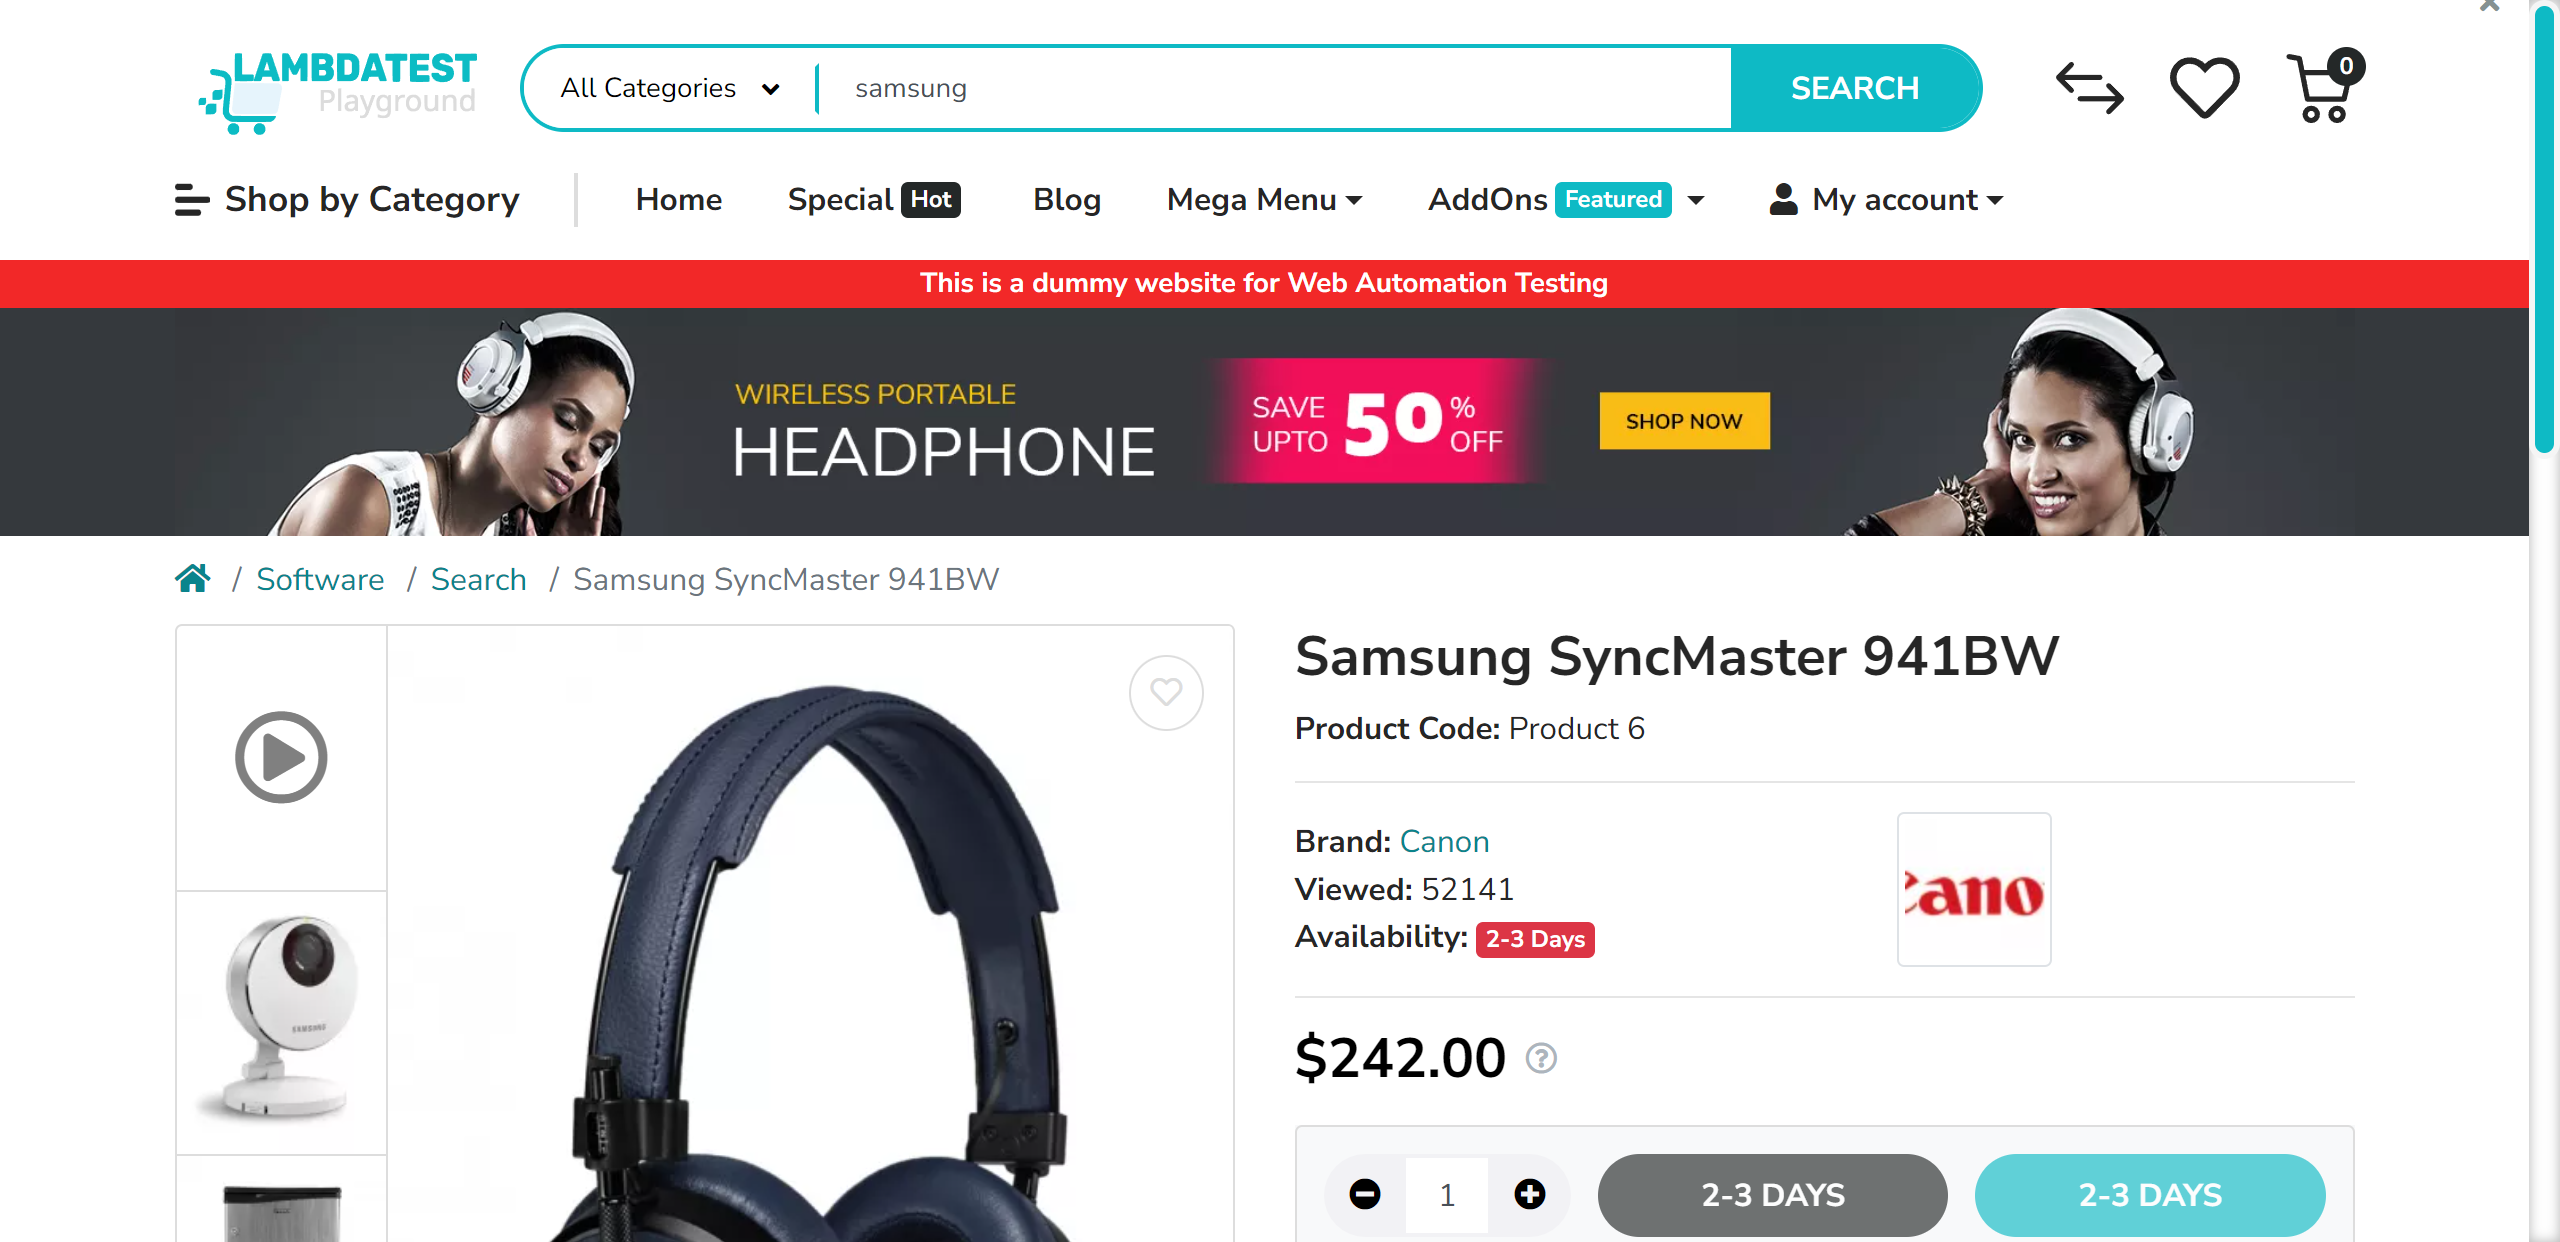 LAMBDATEST
Playground
All Categories
samsung
SEARCH
0
Shop by Category
Home
Special Hot
Blog
Mega Menu
AddOns Featured
My account
This is a dummy website for Web Automation Testing
WIRELESS PORTABLE
HEADPHONE
SAVE UPTO 50% OFF
SHOP NOW
/ Software / Search / Samsung SyncMaster 941BW
Samsung SyncMaster 941BW
Product Code: Product 6
Brand: Canon
Viewed: 52141
Availability: 2-3 Days
Cano
SAMSUNG
$242.00
1
2-3 DAYS
2-3 DAYS